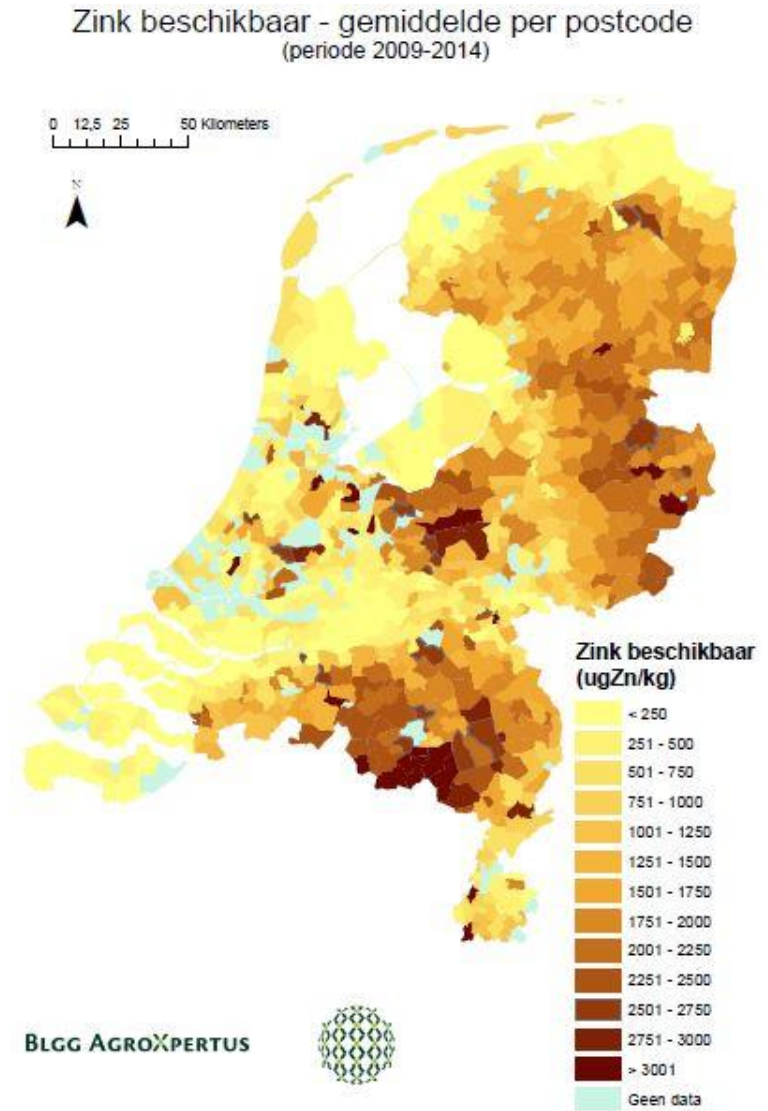 Zink beschikbaar - gemiddelde per postcode
(periode 2009-2014)
0 12,5 25 50 Kilometers
N
Zink beschikbaar
(ugZn/kg)
< 250
251 - 500
501 - 750
751 - 1000
1001 - 1250
1251 - 1500
1501 - 1750
1751 - 2000
2001 - 2250
2251 - 2500
2501 - 2750
2751 - 3000
> 3001
Geen data
BLGG AGROXPERTUS